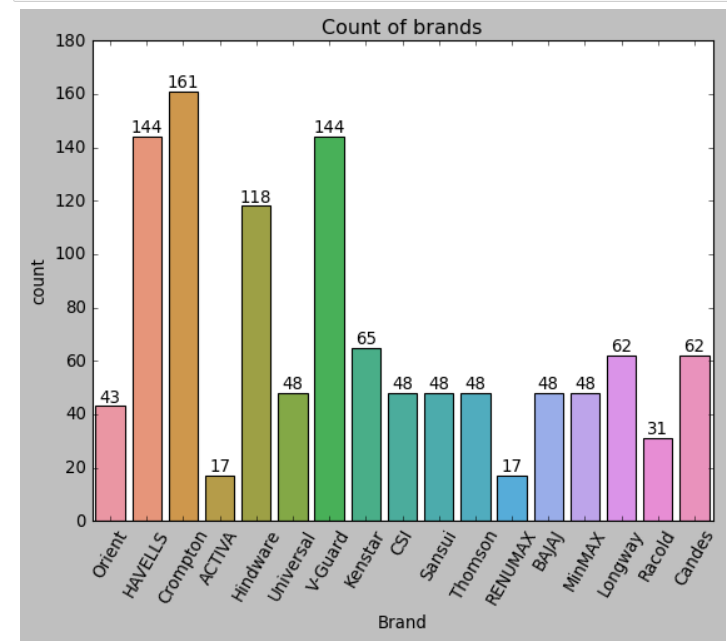 Count of brands
180
160
140
120
100
80
60
40
20
0
count
43
144
161
17
118
48
144
65
48
48
48
17
48
48
62
31
62
Orient
HAVELLS
Crompton
ACTIVA
Hindware
Universal
V-Guard
Kenstar
CSI
Sansui
Thomson
RENUMAX
BAJAJ
MinMAX
Longway
Racold
Candes
Brand